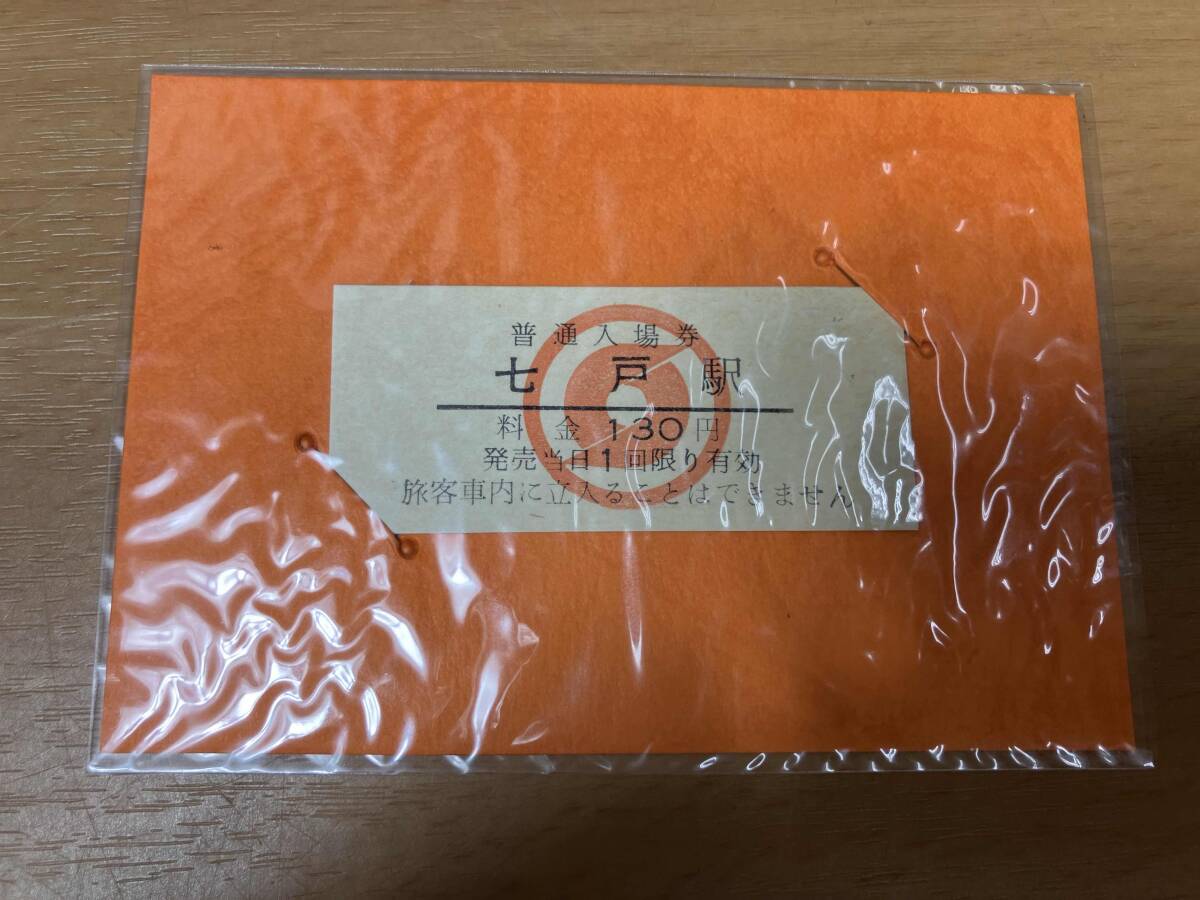 普通入場券
七戸駅
料金130円
発売当日1回限り有効
旅客車内に立入ることはできません